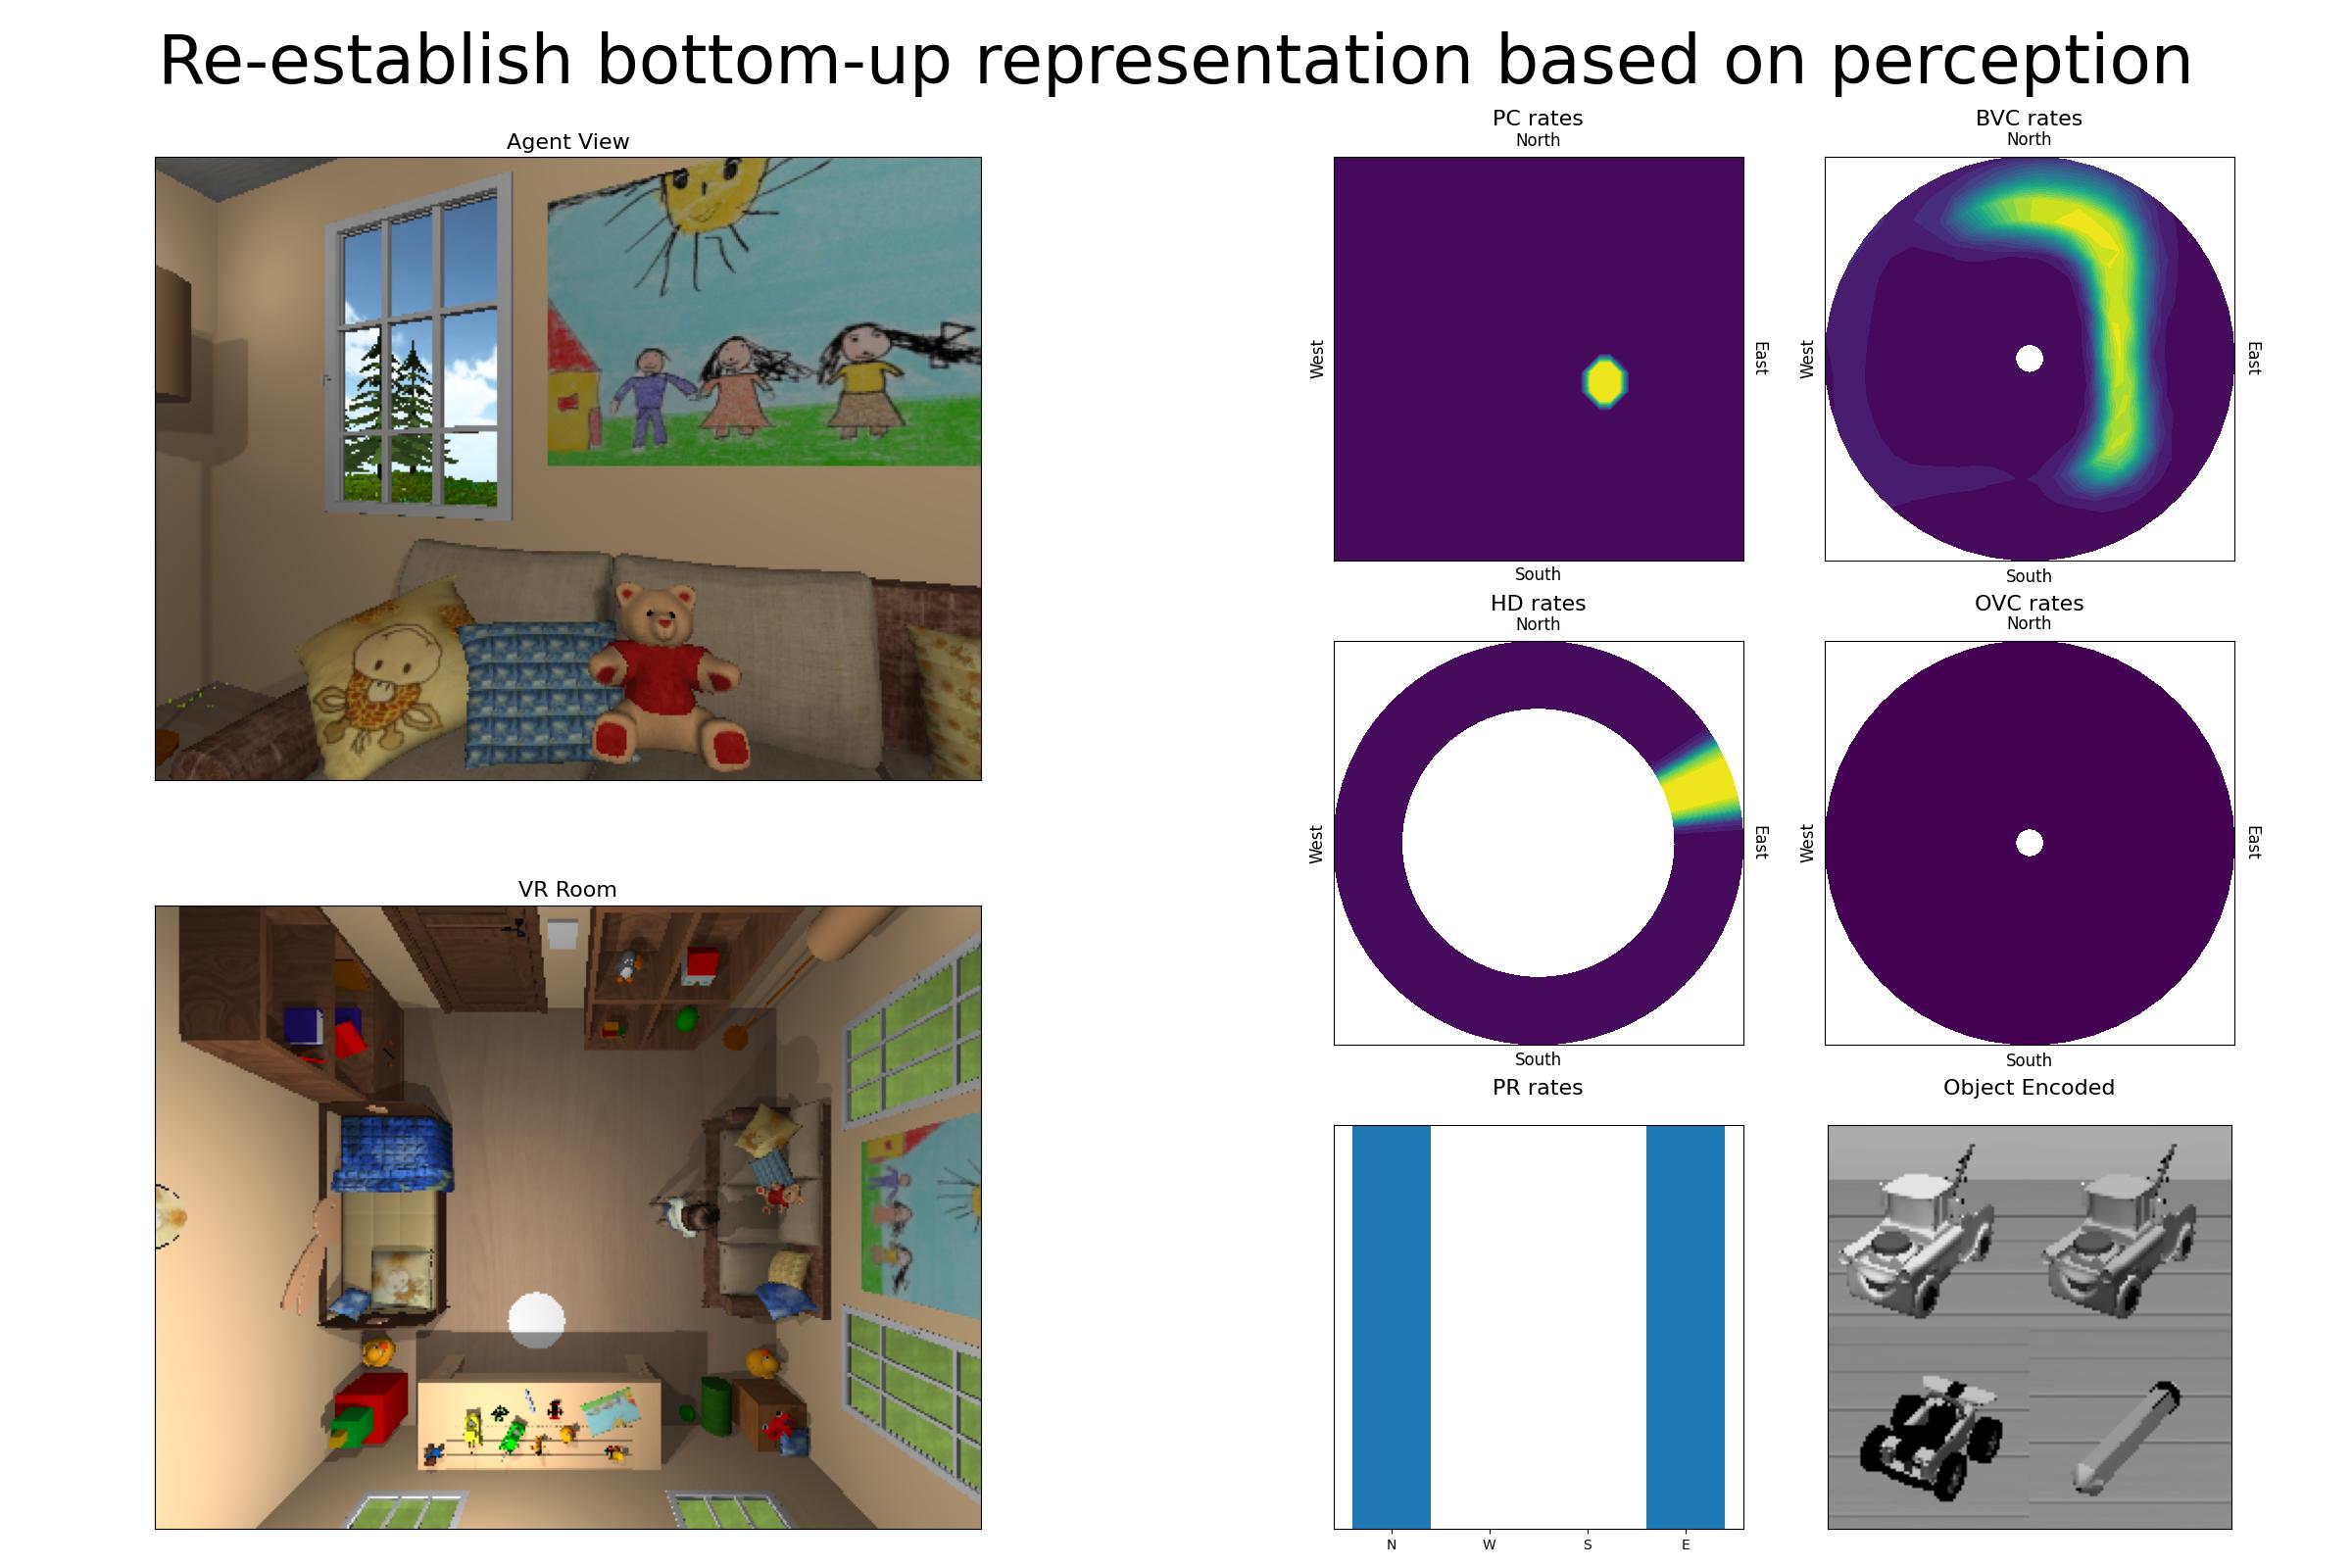 Re-establish bottom-up representation based on perception
Agent View
PC rates
North
West
East
South
BVC rates
North
West
East
South
HD rates
North
West
East
South
OVC rates
North
West
East
South
VR Room
PR rates
N W S E
Object Encoded